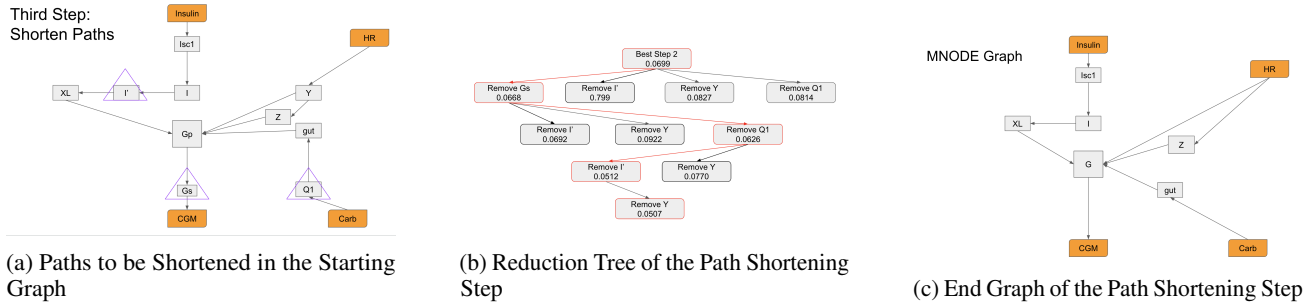 Third Step:
Shorten Paths
Insulin
Isc1
HR
XL
I'
I
Y
Z
Gp
gut
Gs
Q1
CGM
Carb
(a) Paths to be Shortened in the Starting
Graph
Best Step 2
0.0699
Remove Gs
0.0668
Remove I'
0.799
Remove Y
0.0827
Remove Q1
0.0814
Remove I'
0.0692
Remove Y
0.0922
Remove Q1
0.0626
Remove I'
0.0512
Remove Y
0.0770
Remove Y
0.0507
(b) Reduction Tree of the Path Shortening
Step
MNODE Graph
Insulin
Isc1
HR
XL
I
Z
G
gut
CGM
Carb
(c) End Graph of the Path Shortening Step